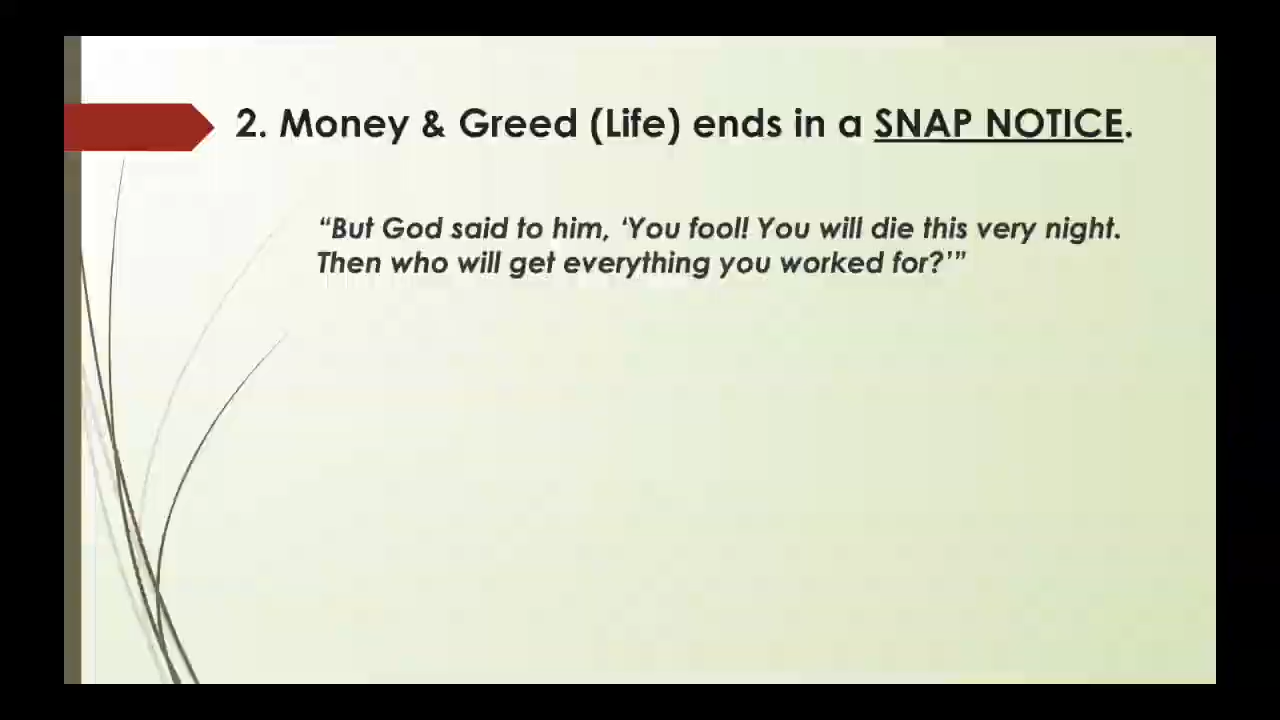 2. Money & Greed (Life) ends in a SNAP NOTICE.
“But God said to him, ‘You fool! You will die this very night.
Then who will get everything you worked for?’”